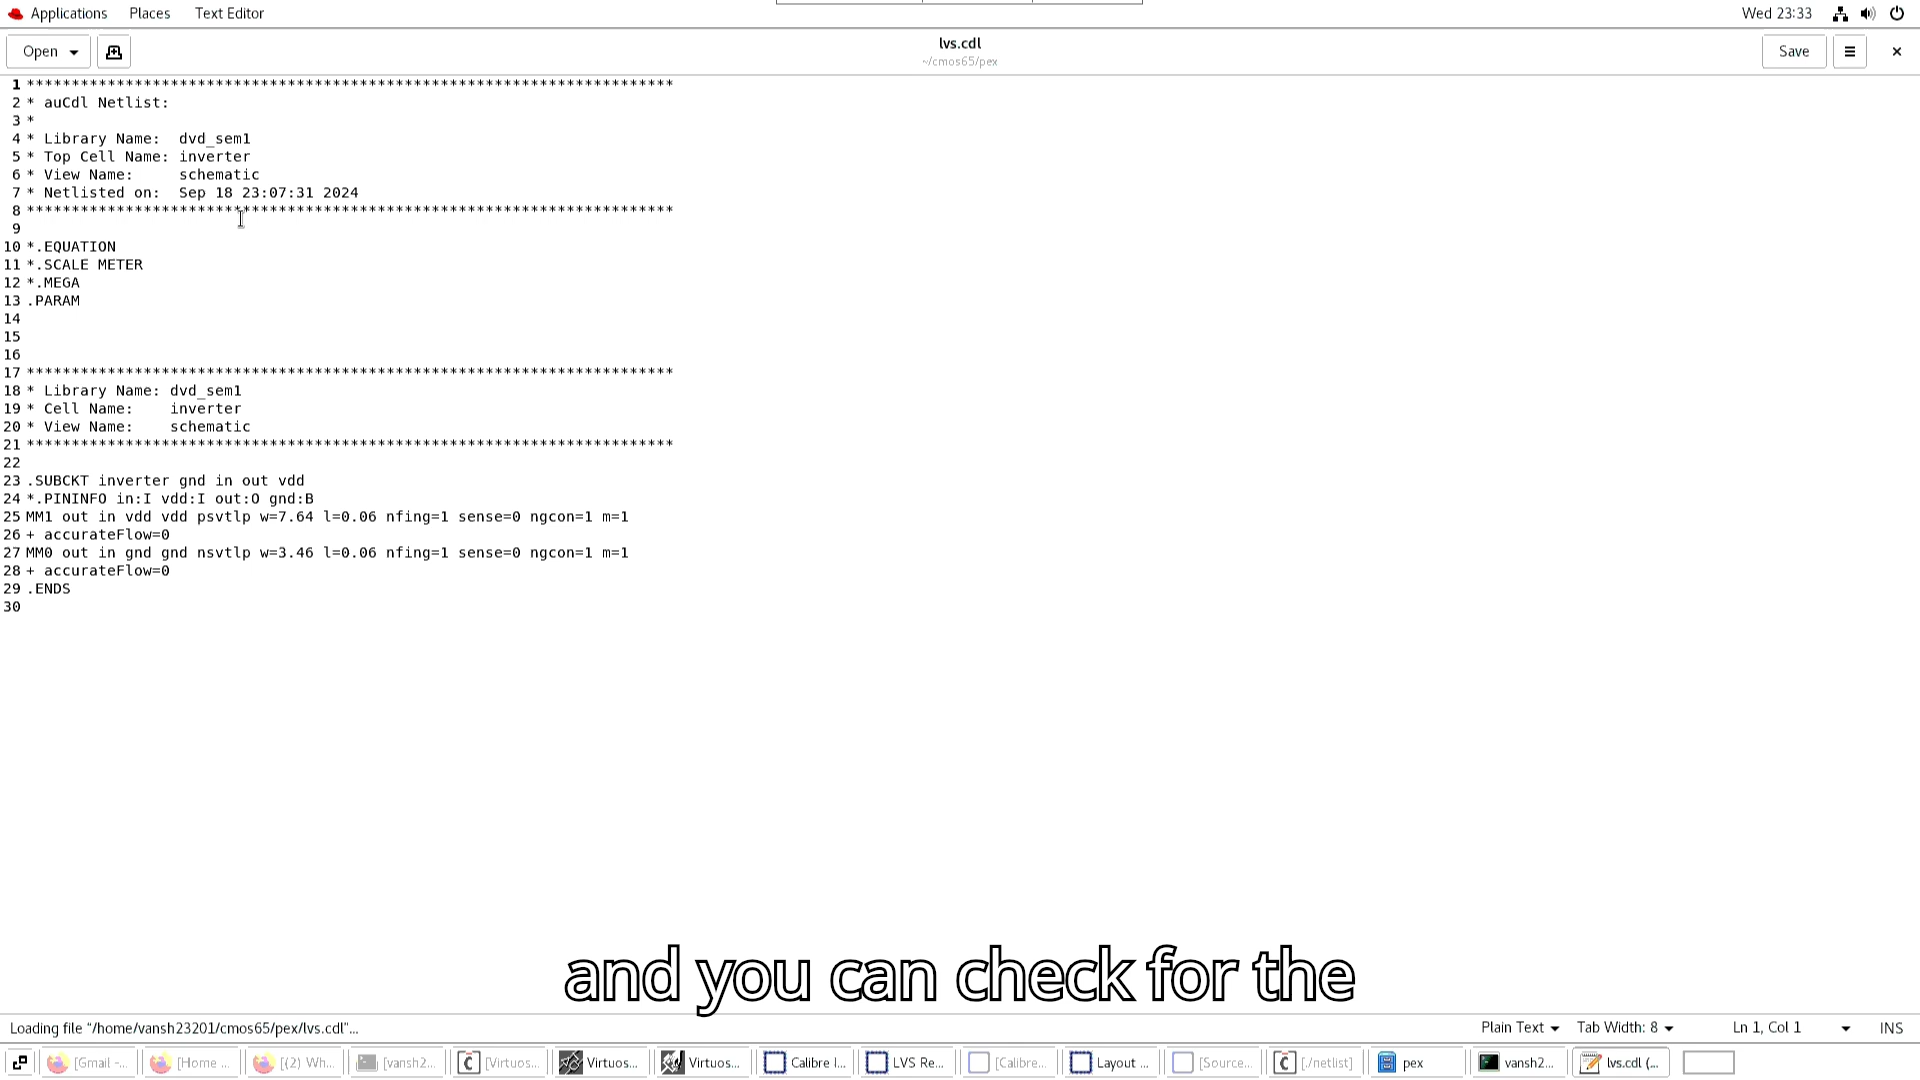 Applications Places Text Editor Wed 23:33
Open lvs.cdl Save
~/cmos65/pex
1 ************************************************************************
2 * auCdl Netlist:
3 *
4 * Library Name:  dvd_sem1
5 * Top Cell Name: inverter
6 * View Name:     schematic
7 * Netlisted on:  Sep 18 23:07:31 2024
8 ************************************************************************
9
10 *.EQUATION
11 *.SCALE METER
12 *.MEGA
13 .PARAM
14
15
16
17 ************************************************************************
18 * Library Name: dvd_sem1
19 * Cell Name:    inverter
20 * View Name:    schematic
21 ************************************************************************
22
23 .SUBCKT inverter gnd in out vdd
24 *.PININFO in:I vdd:I out:O gnd:B
25 MM1 out in vdd vdd psvtlp w=7.64 l=0.06 nfing=1 sense=0 ngcon=1 m=1
26 + accurateFlow=0
27 MM0 out in gnd gnd nsvtlp w=3.46 l=0.06 nfing=1 sense=0 ngcon=1 m=1
28 + accurateFlow=0
29 .ENDS
30
and you can check for the
Loading file "/home/vansh23201/cmos65/pex/lvs.cdl"... Plain Text Tab Width: 8 Ln 1, Col 1 INS
[Gmail -... [Home ... [(2) Wh... [vansh2... [Virtuos... Virtuos... Virtuos... Calibre I... LVS Re... [Calibre... Layout ... [Source... [./netlist] pex vansh2... lvs.cdl (...